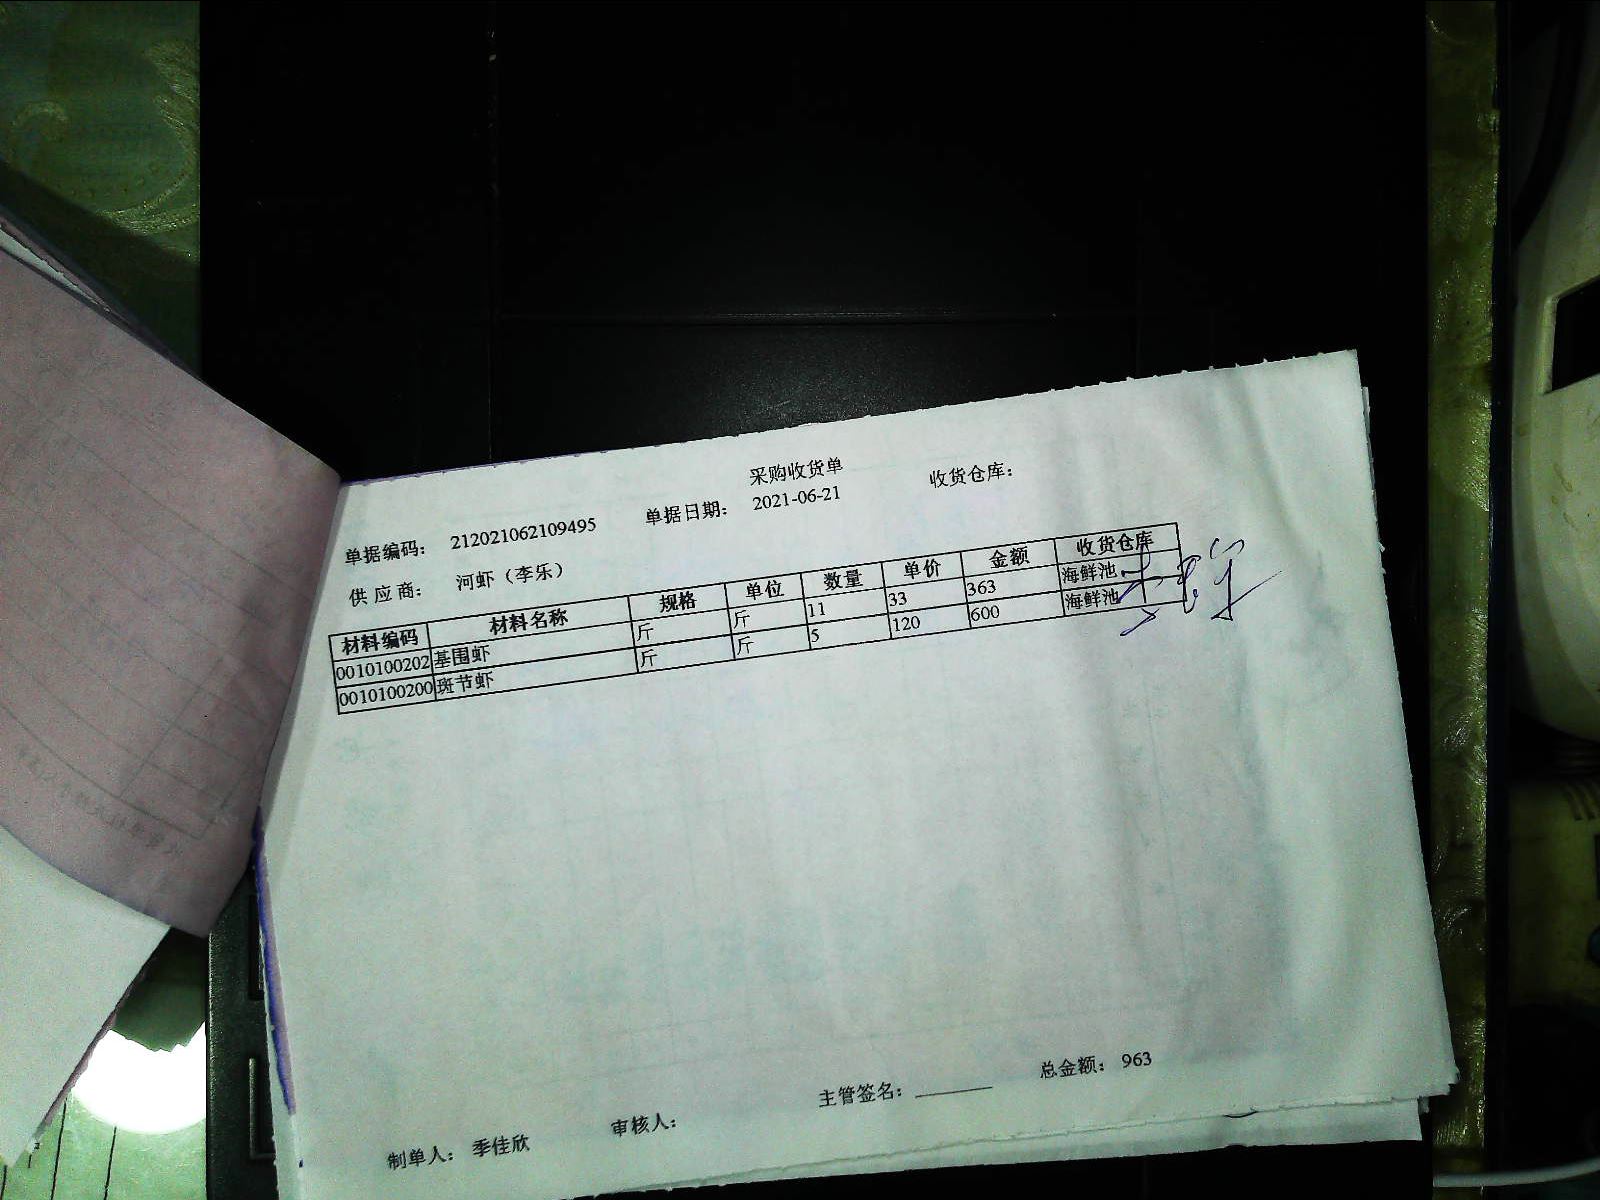 采购收货单
单据编码： 212021062109495 单据日期： 2021-06-21 收货仓库：
供应商： 河虾（李乐）
材料编码 材料名称 规格 单位 数量 单价 金额 收货仓库
0010100202 基围虾 斤 斤 11 33 363 海鲜池
0010100200 斑节虾 斤 斤 5 120 600 海鲜池
制单人： 季佳欣 审核人： 主管签名： 总金额： 963